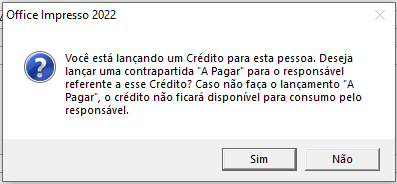 Office Impresso 2022
Você está lançando um Crédito para esta pessoa. Deseja
lançar uma contrapartida "A Pagar" para o responsável
referente a esse Crédito? Caso não faça o lançamento "A
Pagar", o crédito não ficará disponível para consumo pelo
responsável.
Sim Não